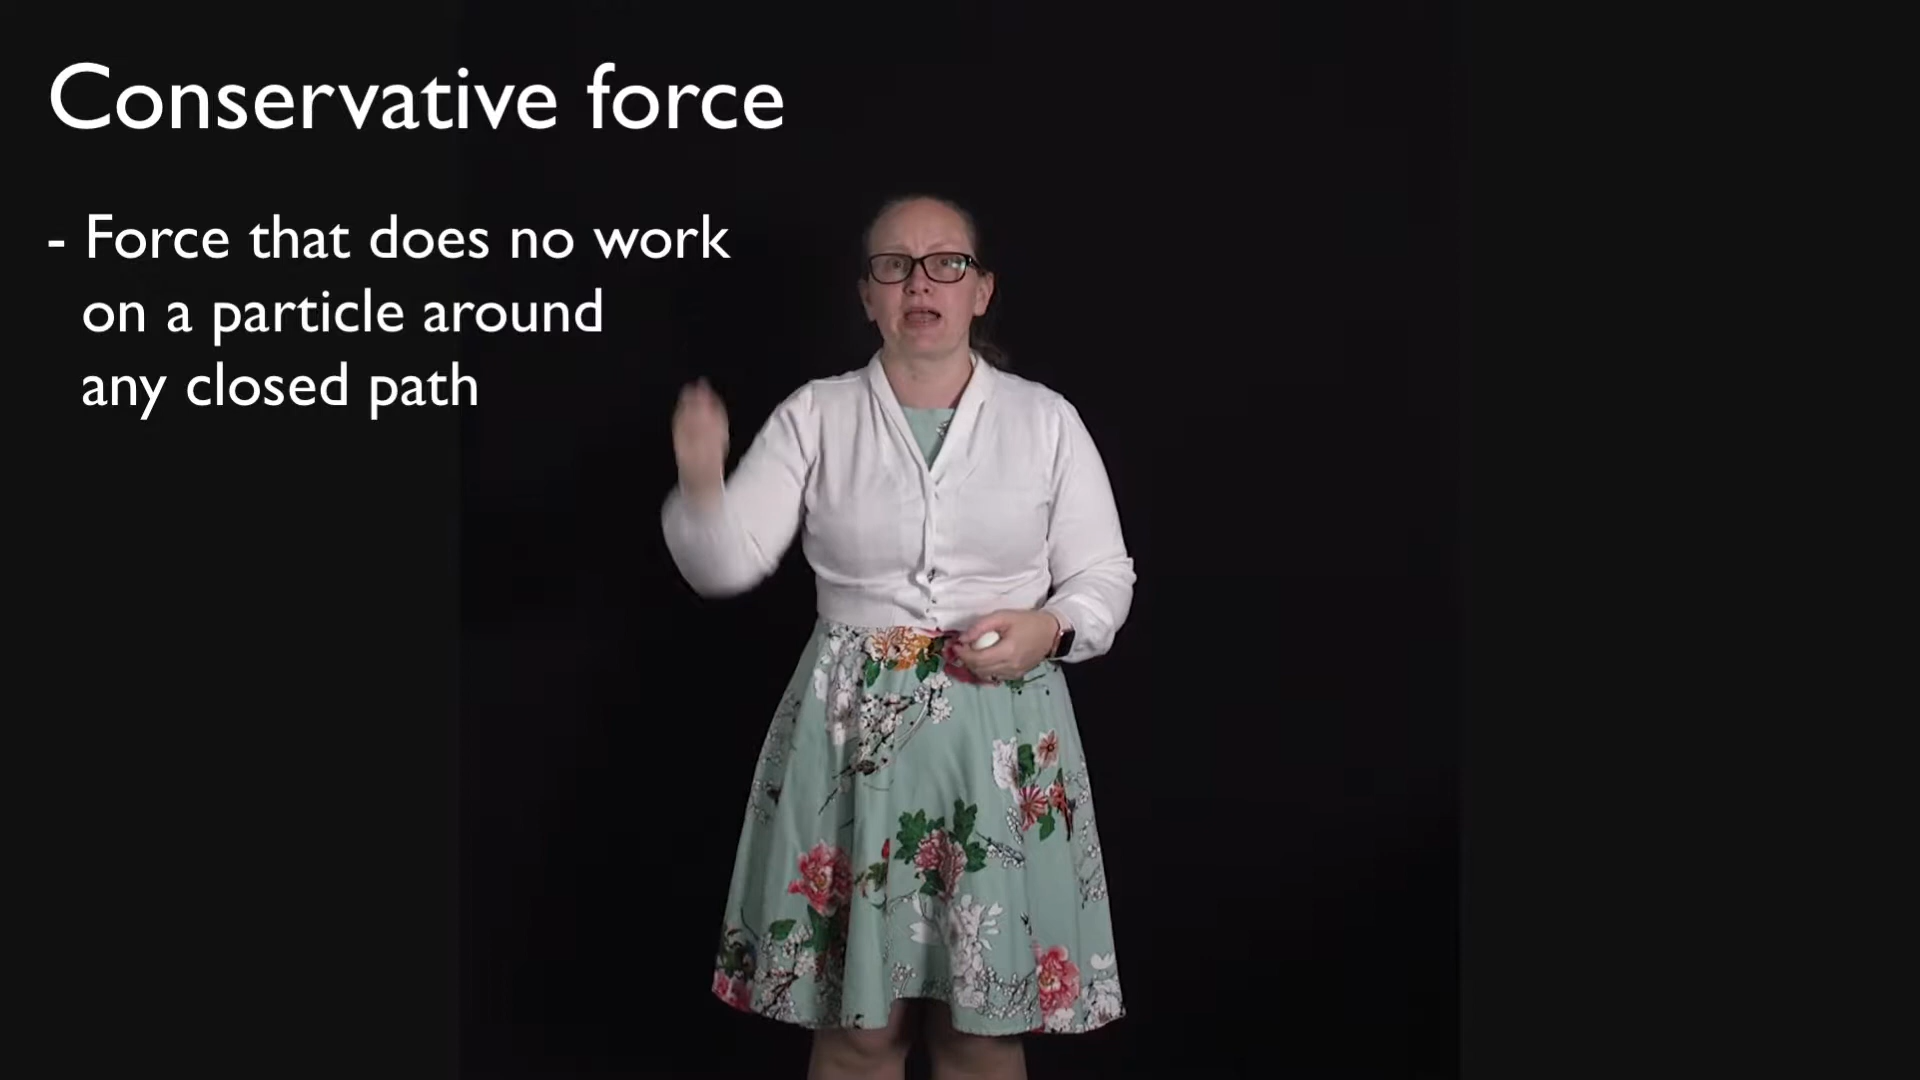 Conservative force
- Force that does no work
on a particle around
any closed path